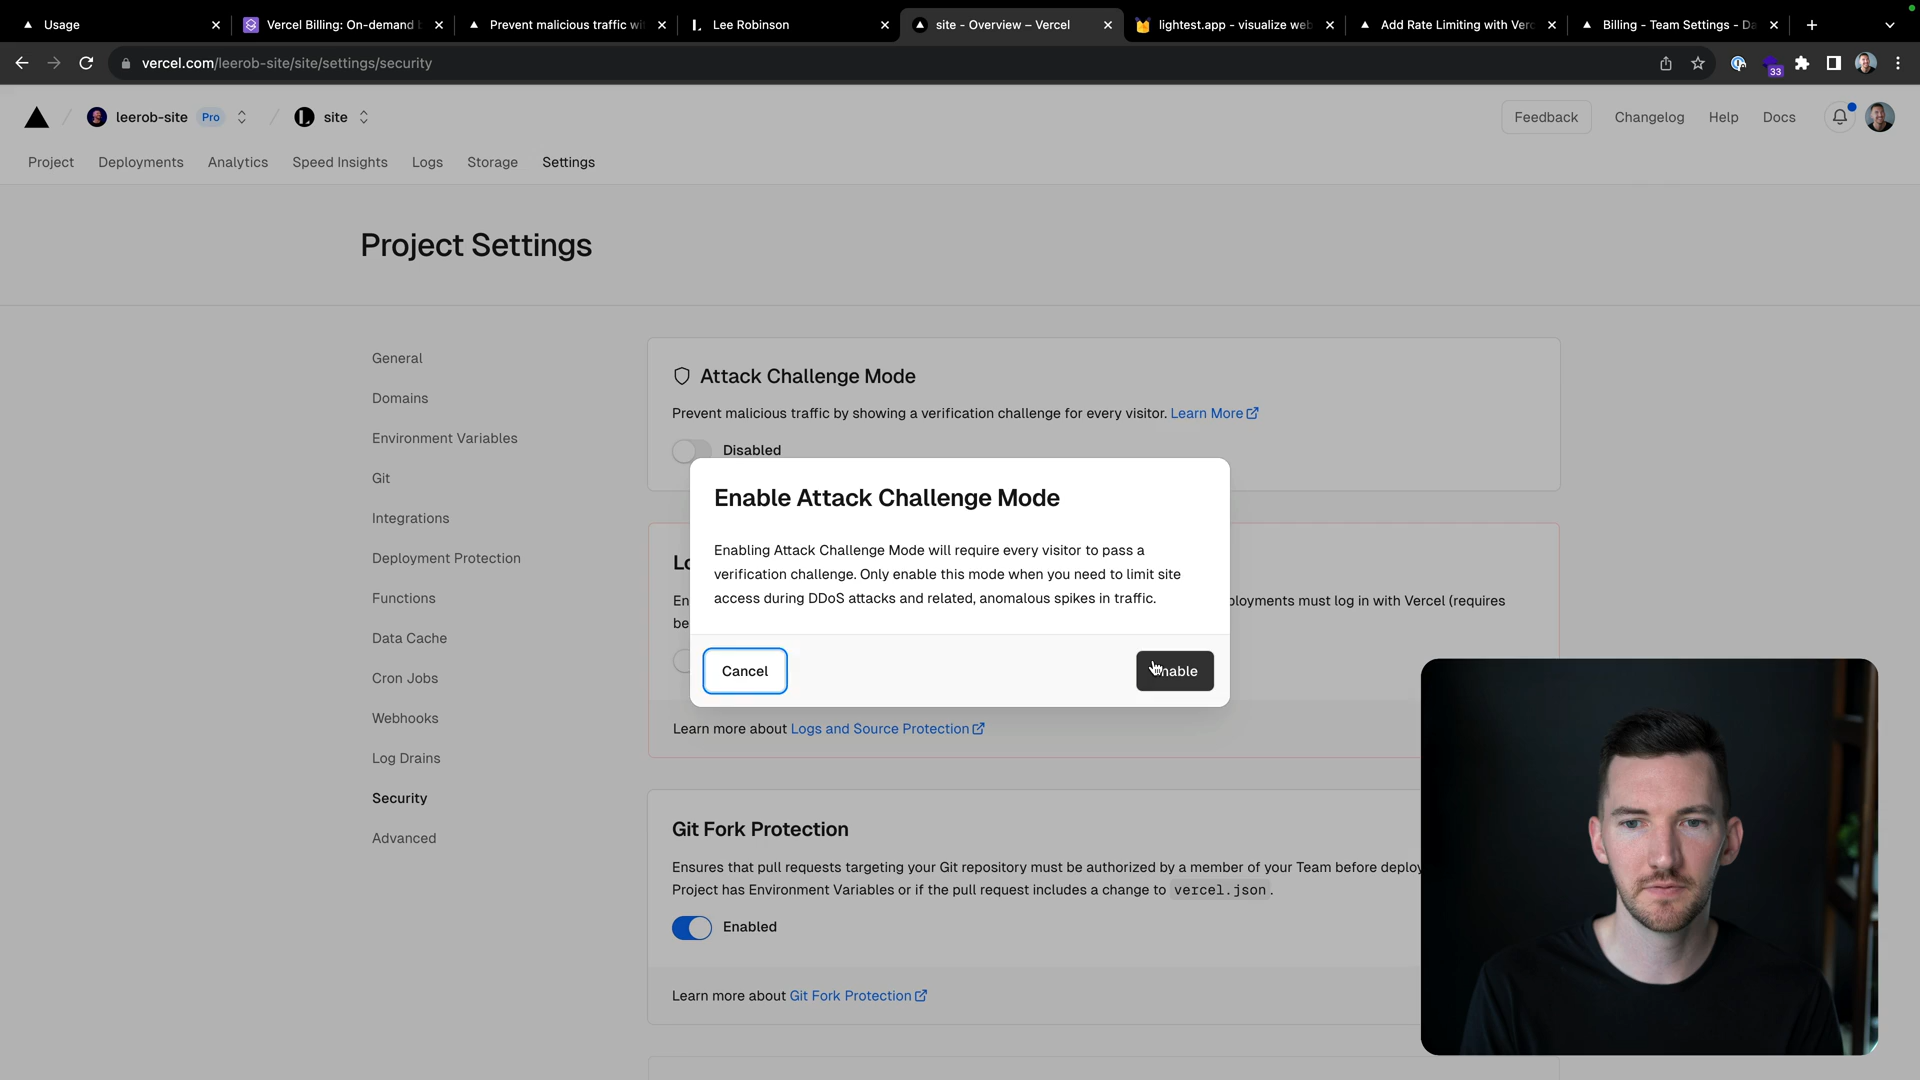 Usage
Vercel Billing: On-demand
Prevent malicious traffic wi
Lee Robinson
site - Overview – Vercel
lightest.app - visualize web
Add Rate Limiting with Verc
Billing - Team Settings - Da
vercel.com/leerob-site/site/settings/security
33
leerob-site Pro
site
Feedback
Changelog
Help
Docs
Project
Deployments
Analytics
Speed Insights
Logs
Storage
Settings
Project Settings
General
Domains
Environment Variables
Git
Integrations
Deployment Protection
Functions
Data Cache
Cron Jobs
Webhooks
Log Drains
Security
Advanced
Attack Challenge Mode
Prevent malicious traffic by showing a verification challenge for every visitor. Learn More
Disabled
Enable Attack Challenge Mode
Enabling Attack Challenge Mode will require every visitor to pass a
verification challenge. Only enable this mode when you need to limit site
access during DDoS attacks and related, anomalous spikes in traffic.
Cancel
Enable
ployments must log in with Vercel (requires
Learn more about Logs and Source Protection
Git Fork Protection
Ensures that pull requests targeting your Git repository must be authorized by a member of your Team before deploy
Project has Environment Variables or if the pull request includes a change to vercel.json.
Enabled
Learn more about Git Fork Protection